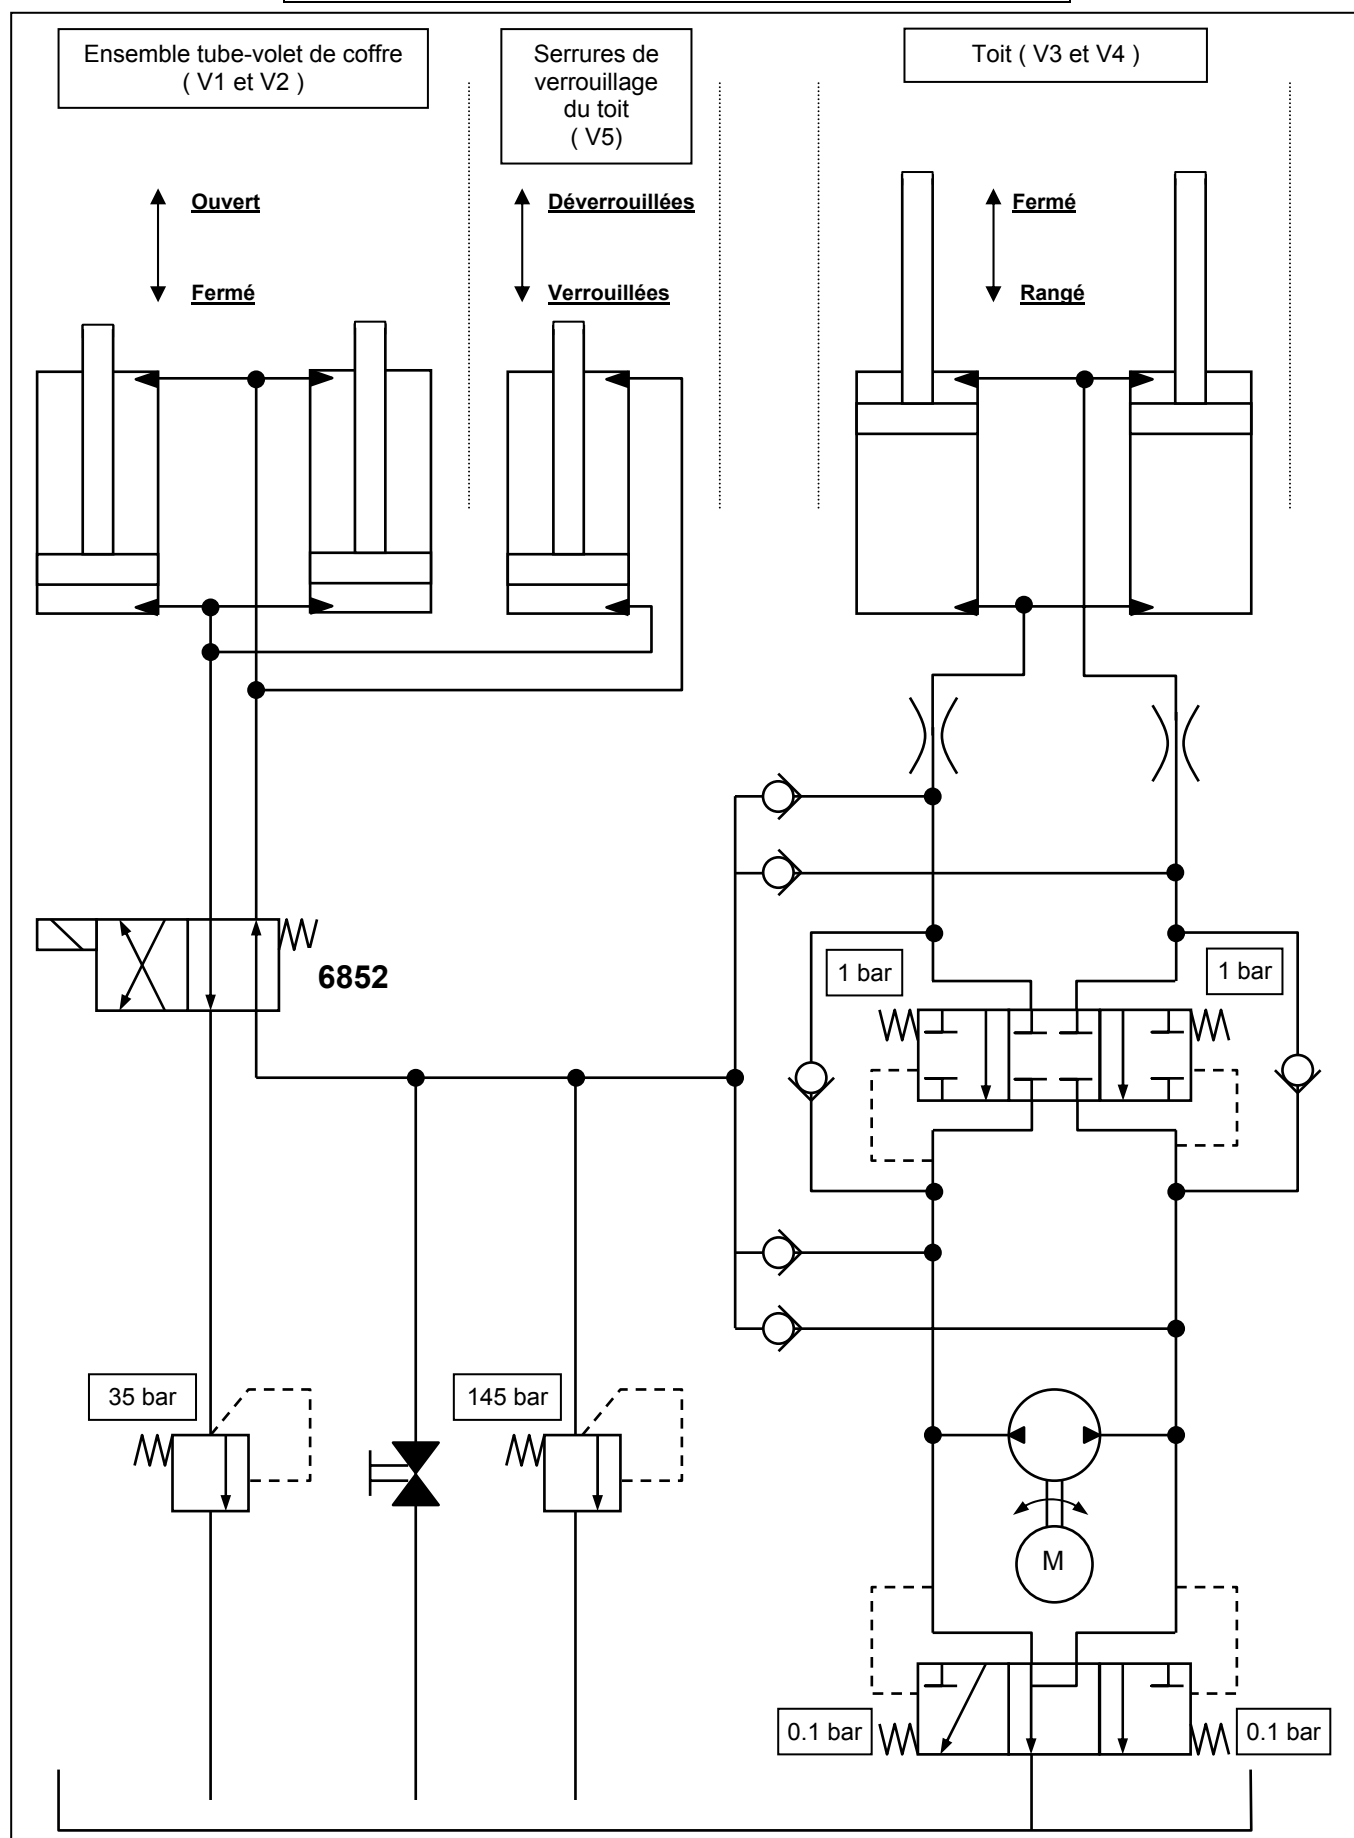 Ensemble tube-volet de coffre
( V1 et V2 )
Serrures de
verrouillage
du toit
( V5)
Toit ( V3 et V4 )
Ouvert
Fermé
Déverrouillées
Verrouillées
Fermé
Rangé
6852
1 bar
1 bar
35 bar
145 bar
M
0.1 bar
0.1 bar